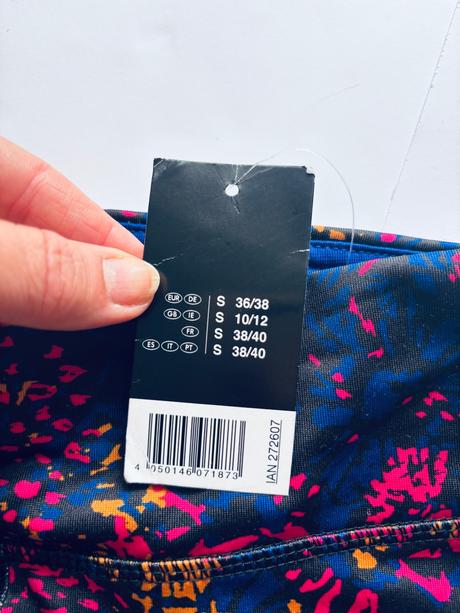 EUR DE S 36/38
GB IE S 10/12
FR S 38/40
ES IT PT S 38/40
4 050146 071873
IAN 272607